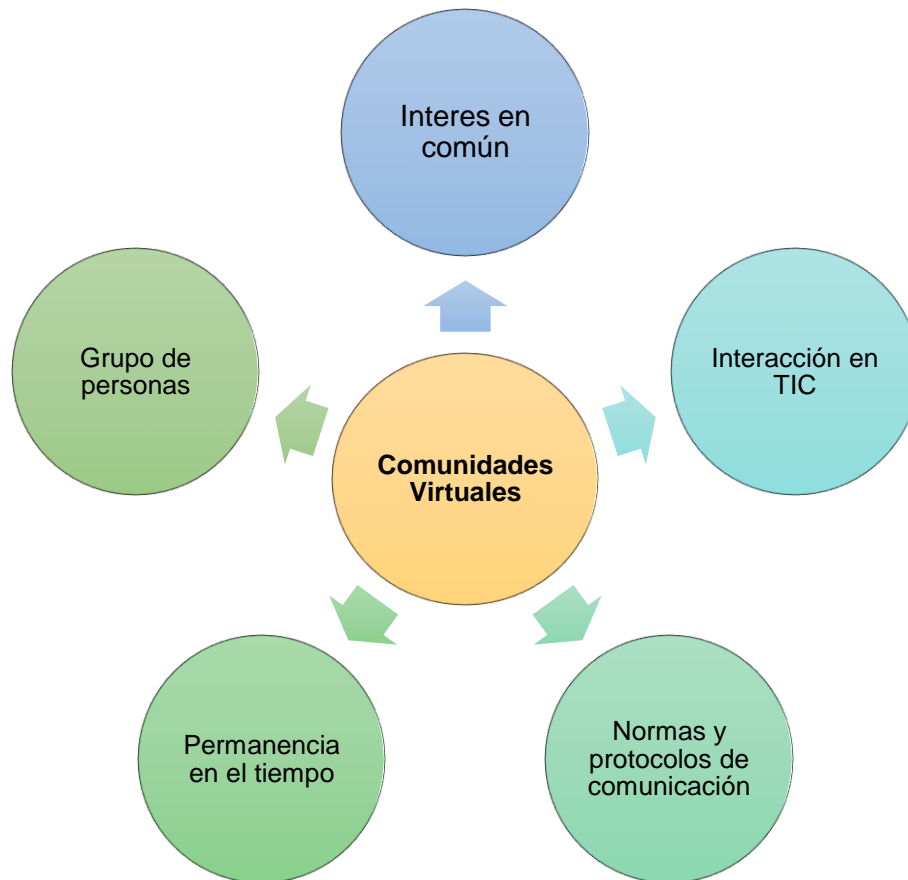 Interes en
común
Grupo de
personas
Interacción en
TIC
Comunidades
Virtuales
Permanencia
en el tiempo
Normas y
protocolos de
comunicación